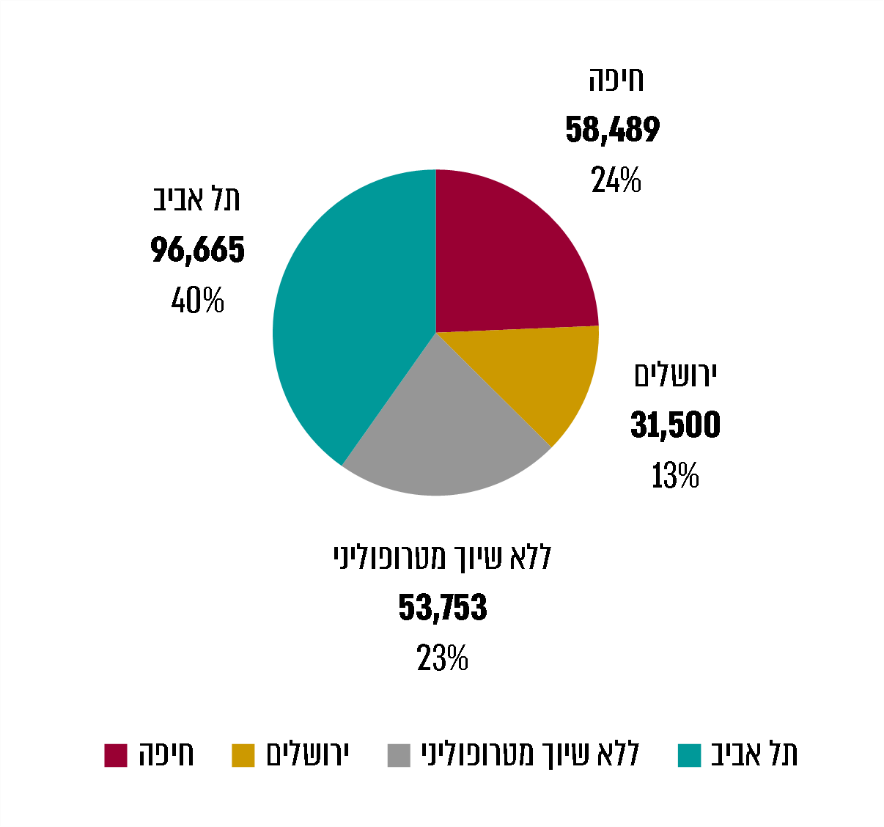 חיפה
58,489
24%
תל אביב
96,665
40%
ירושלים
31,500
13%
ללא שיוך מטרופוליני
53,753
23%
חיפה
ירושלים
ללא שיוך מטרופוליני
תל אביב